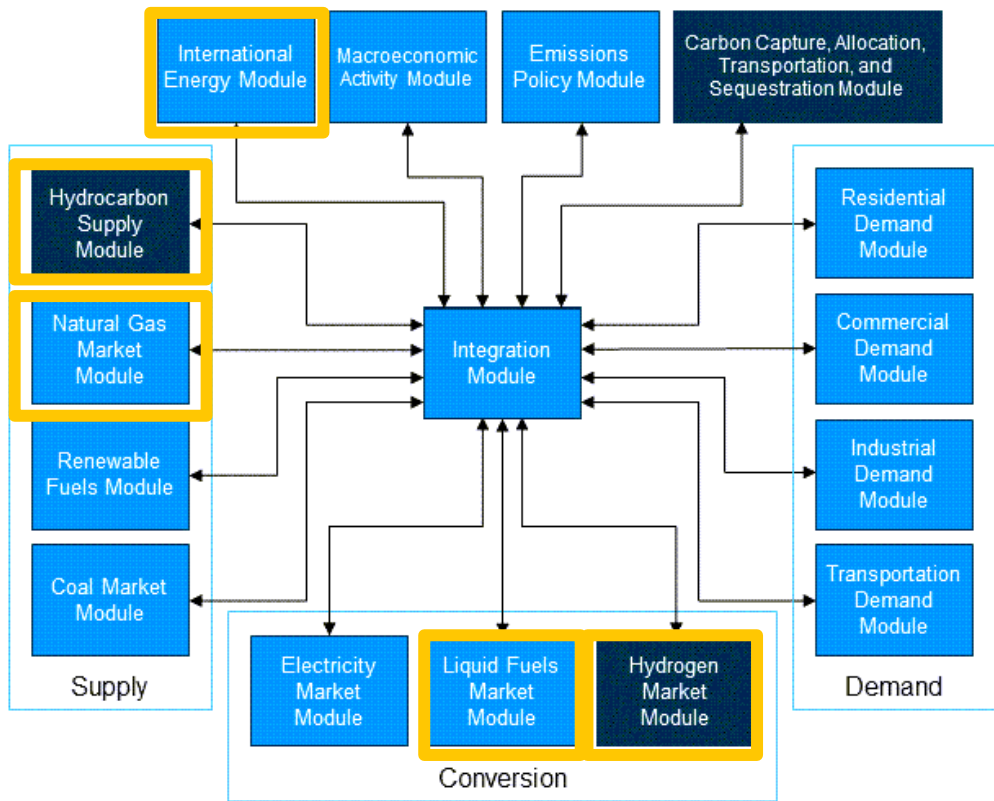 International
Energy Module
Macroeconomic
Activity Module
Emissions
Policy Module
Carbon Capture, Allocation,
Transportation, and
Sequestration Module
Hydrocarbon
Supply
Module
Natural Gas
Market
Module
Renewable
Fuels Module
Coal Market
Module
Supply
Integration
Module
Residential
Demand
Module
Commercial
Demand
Module
Industrial
Demand
Module
Transportation
Demand
Module
Demand
Electricity
Market
Module
Liquid Fuels
Market
Module
Hydrogen
Market
Module
Conversion